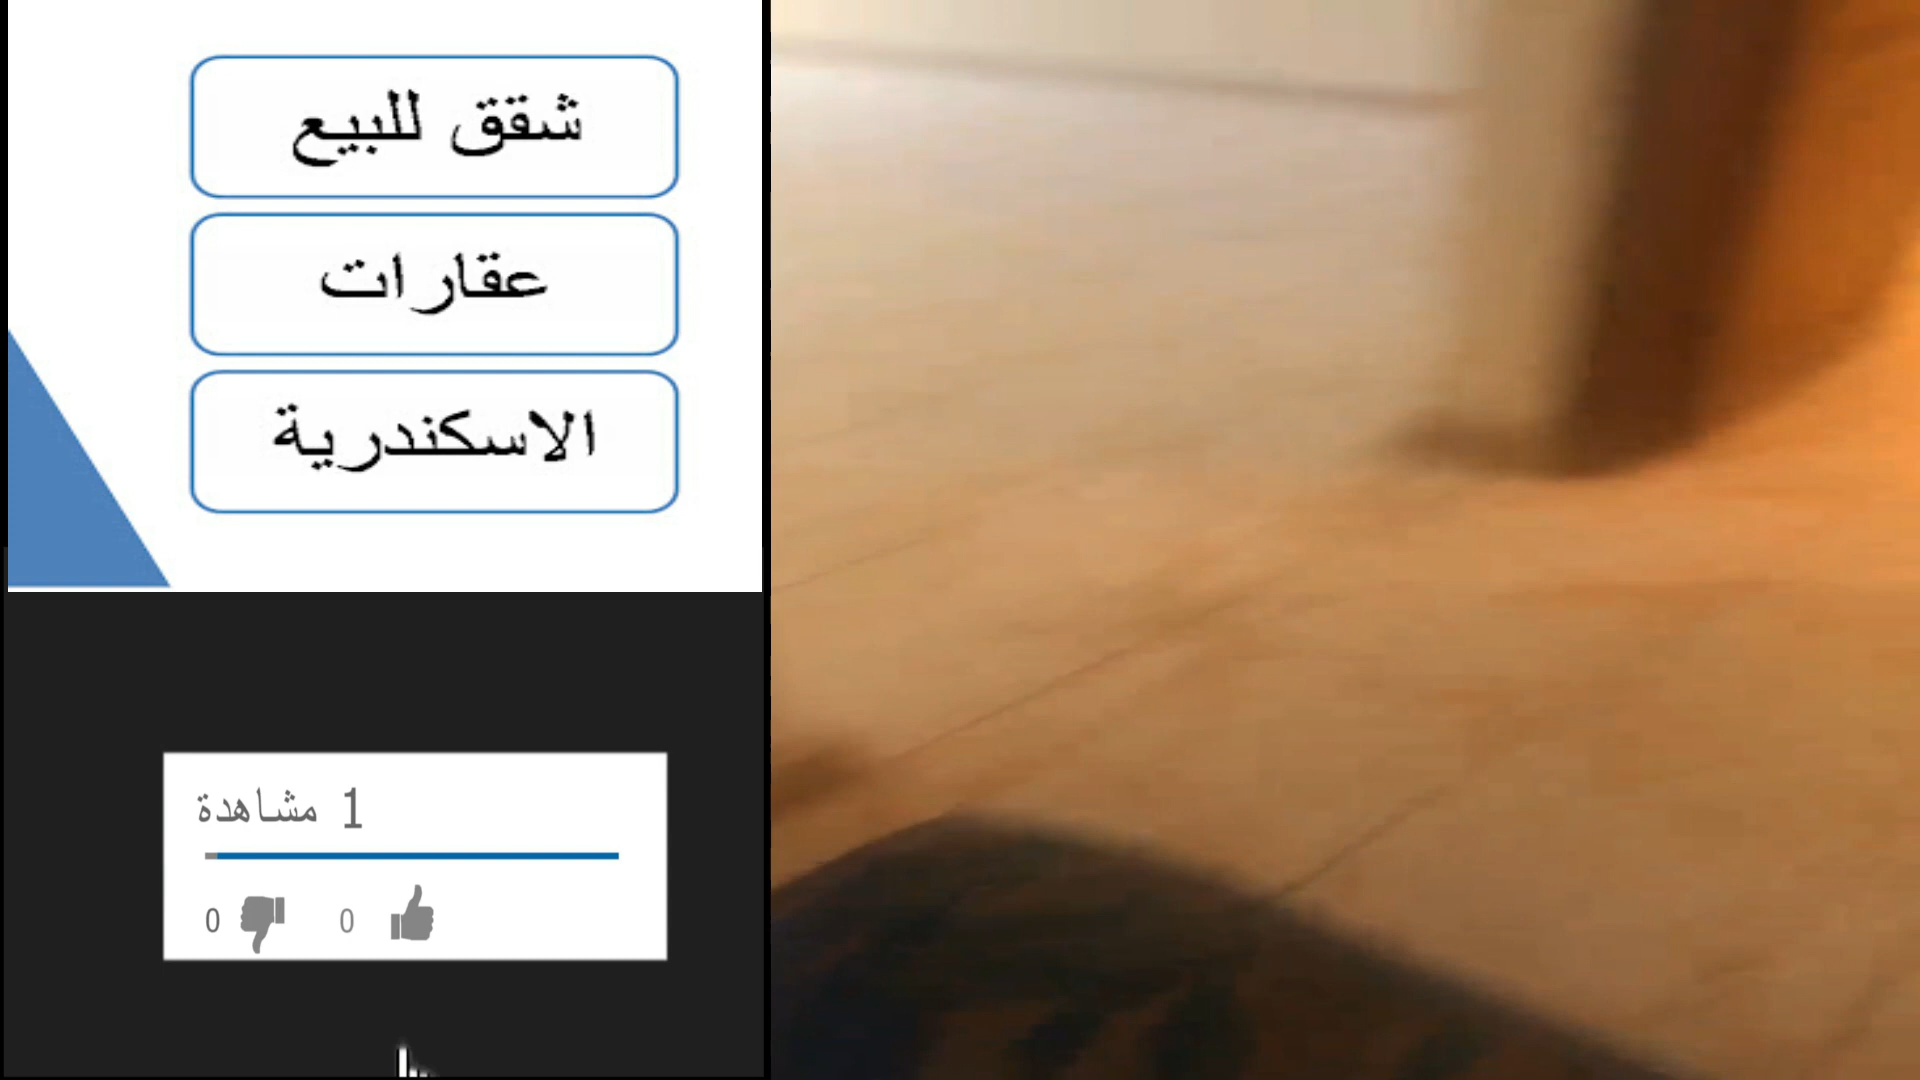 شقق للبيع
عقارات
الاسكندرية
1 مشاهدة
0 0